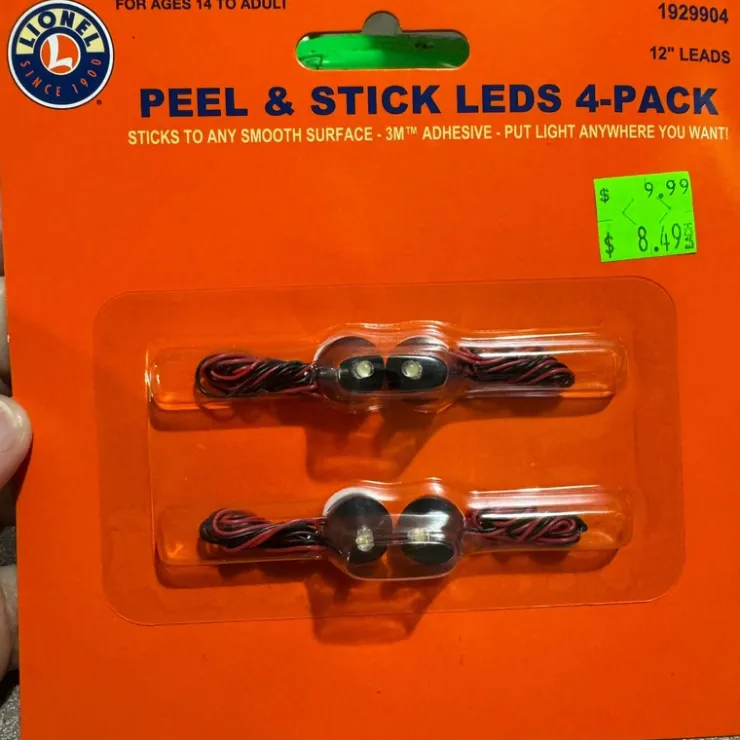 FOR AGES 14 TO ADULT
LIONEL
L
SINCE 1900
1929904
12" LEADS
PEEL & STICK LEDS 4-PACK
STICKS TO ANY SMOOTH SURFACE - 3M™ ADHESIVE - PUT LIGHT ANYWHERE YOU WANT!
$ 9.99
$ 8.49 EACH